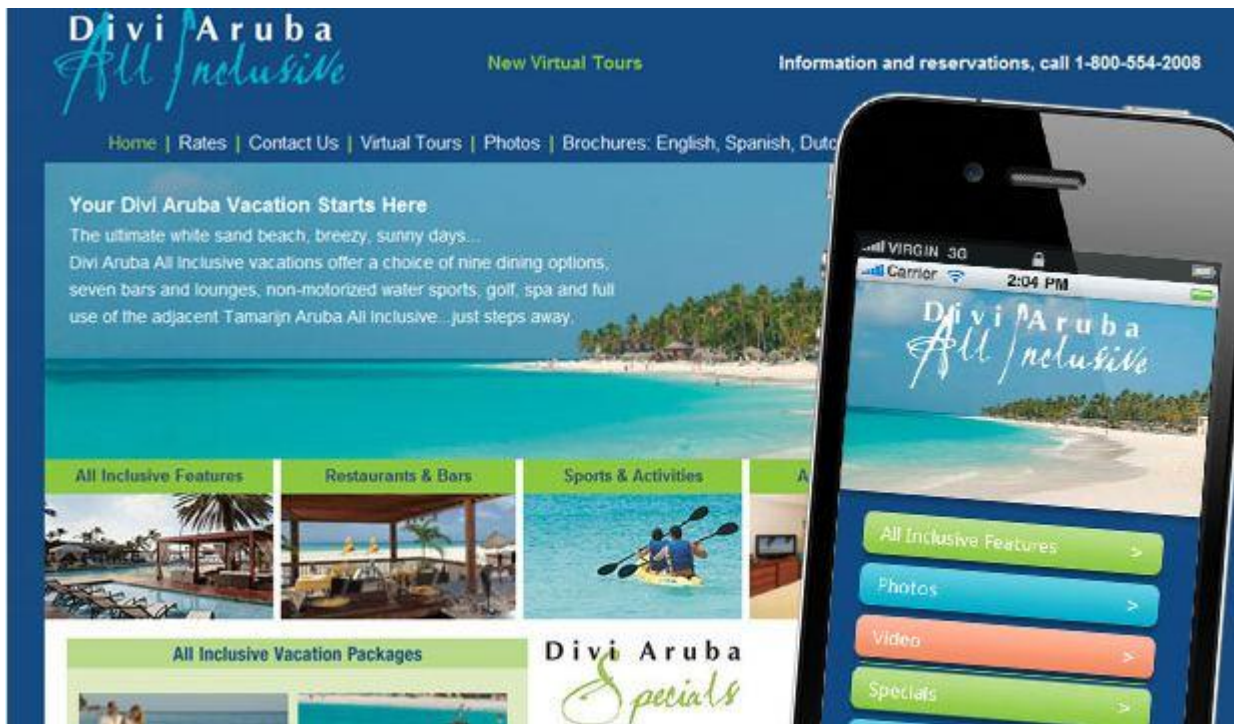 Divi Aruba
All Inclusive
New Virtual Tours
Information and reservations, call 1-800-554-2008
Home | Rates | Contact Us | Virtual Tours | Photos | Brochures: English, Spanish,
Your Divi Aruba Vacation Starts Here
The ultimate white sand beach, breezy, sunny days...
Divi Aruba All Inclusive vacations offer a choice of nine dining options,
seven bars and lounges, non-motorized water sports, golf, spa and full
use of the adjacent Tamarijn Aruba All Inclusive...just steps away.
All Inclusive Features
Restaurants & Bars
Sports & Activities
All Inclusive Vacation Packages
Divi Aruba
Specials
VIRGIN 3G
Carrier
2:04 PM
Divi Aruba
All Inclusive
All Inclusive Features >
Photos >
Video >
Specials >